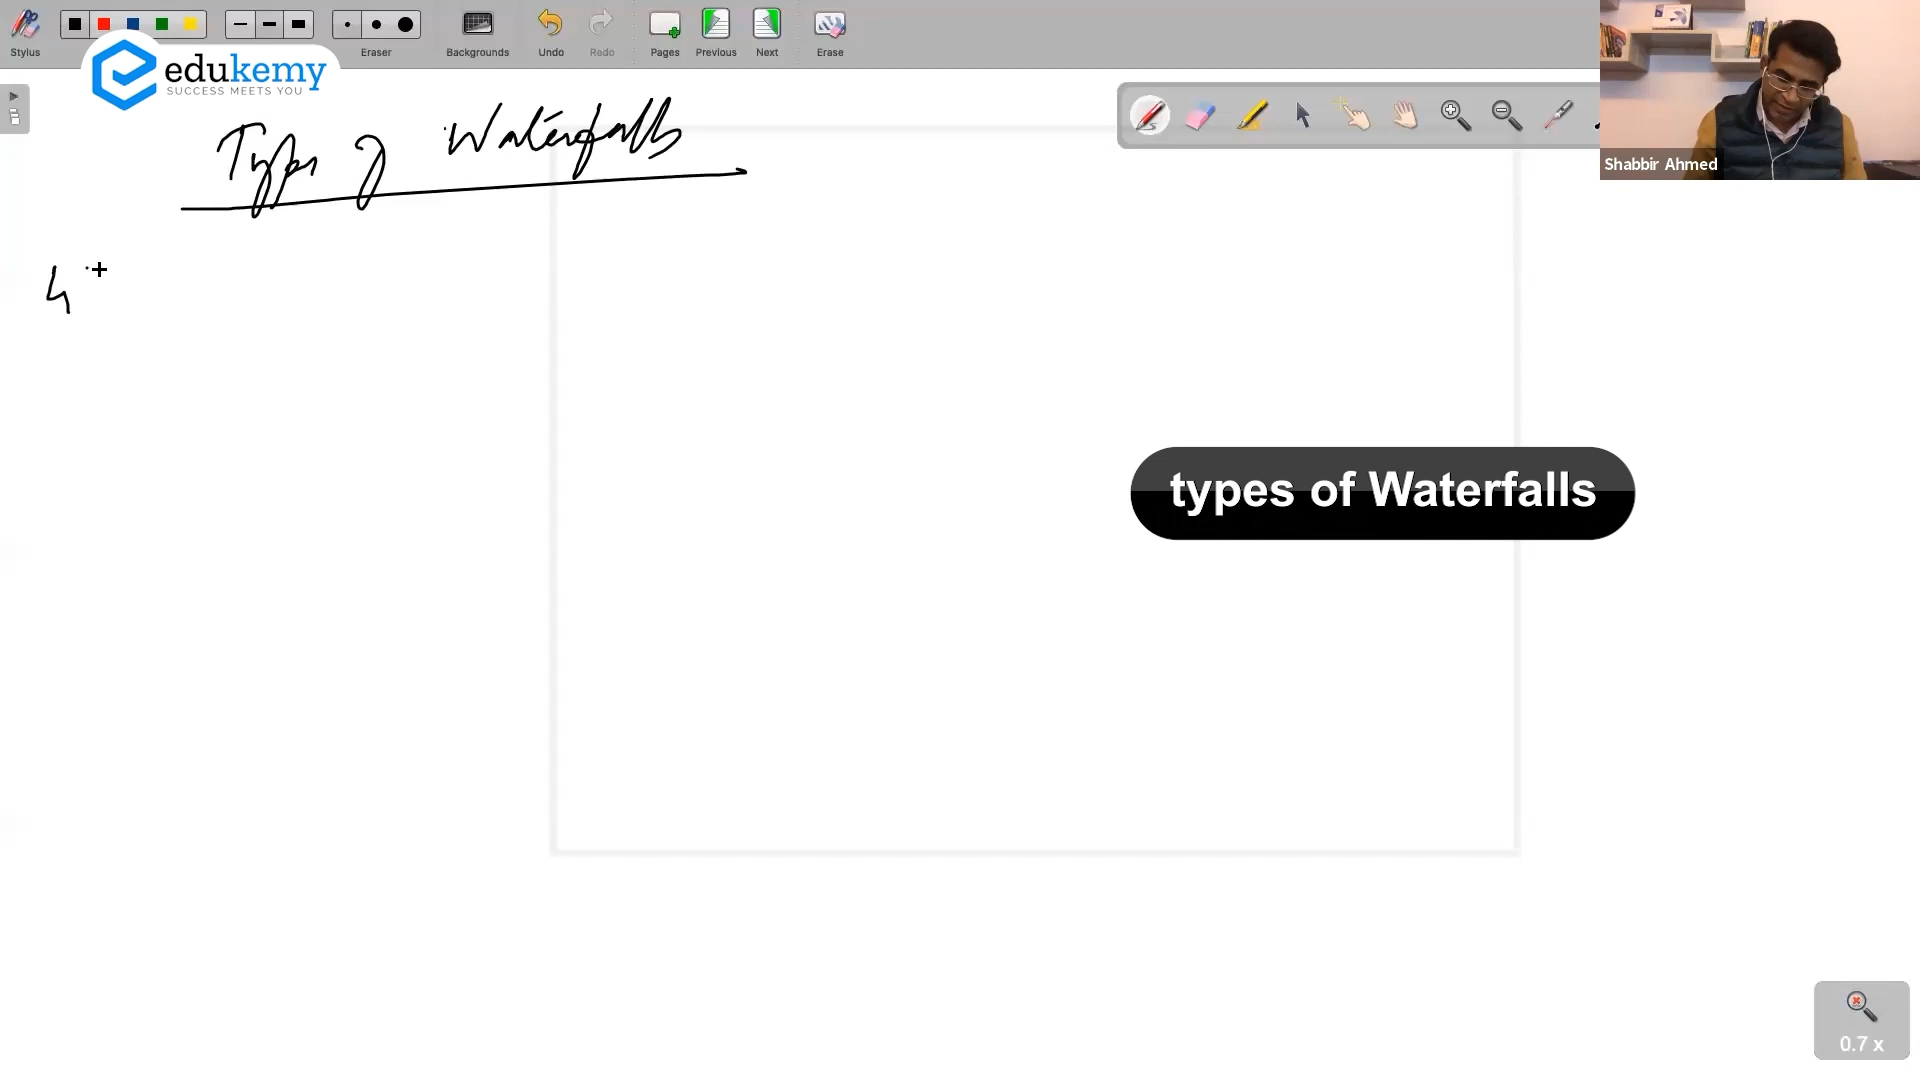 Stylus
Eraser
Backgrounds
Undo
Redo
Pages
Previous
Next
Erase
edukemy
SUCCESS MEETS YOU
Types of Waterfalls
4
types of Waterfalls
Shabbir Ahmed
0.7 x